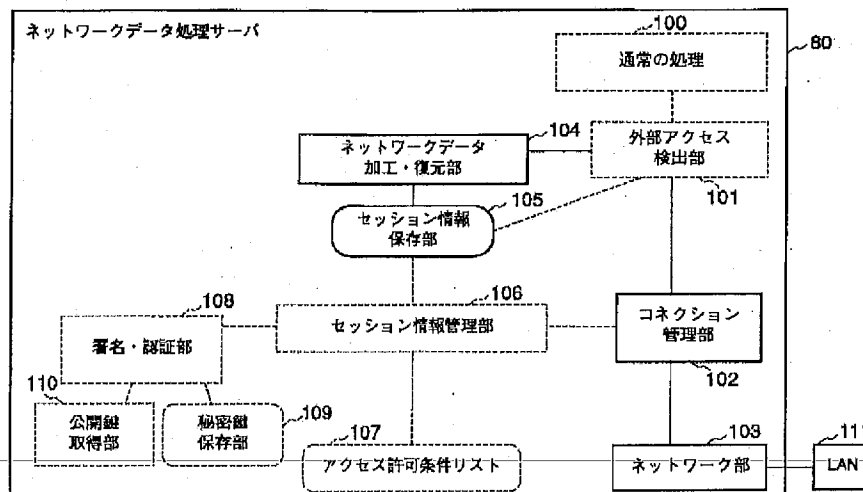 ネットワークデータ処理サーバ
100
通常の処理
80
104
ネットワークデータ
加工・復元部
外部アクセス
検出部
101
105
セッション情報
保存部
106
108
セッション情報管理部
コネクション
管理部
102
署名・認証部
110
公開鍵
取得部
秘密鍵
保存部
109
107
アクセス許可条件リスト
103
ネットワーク部
LAN